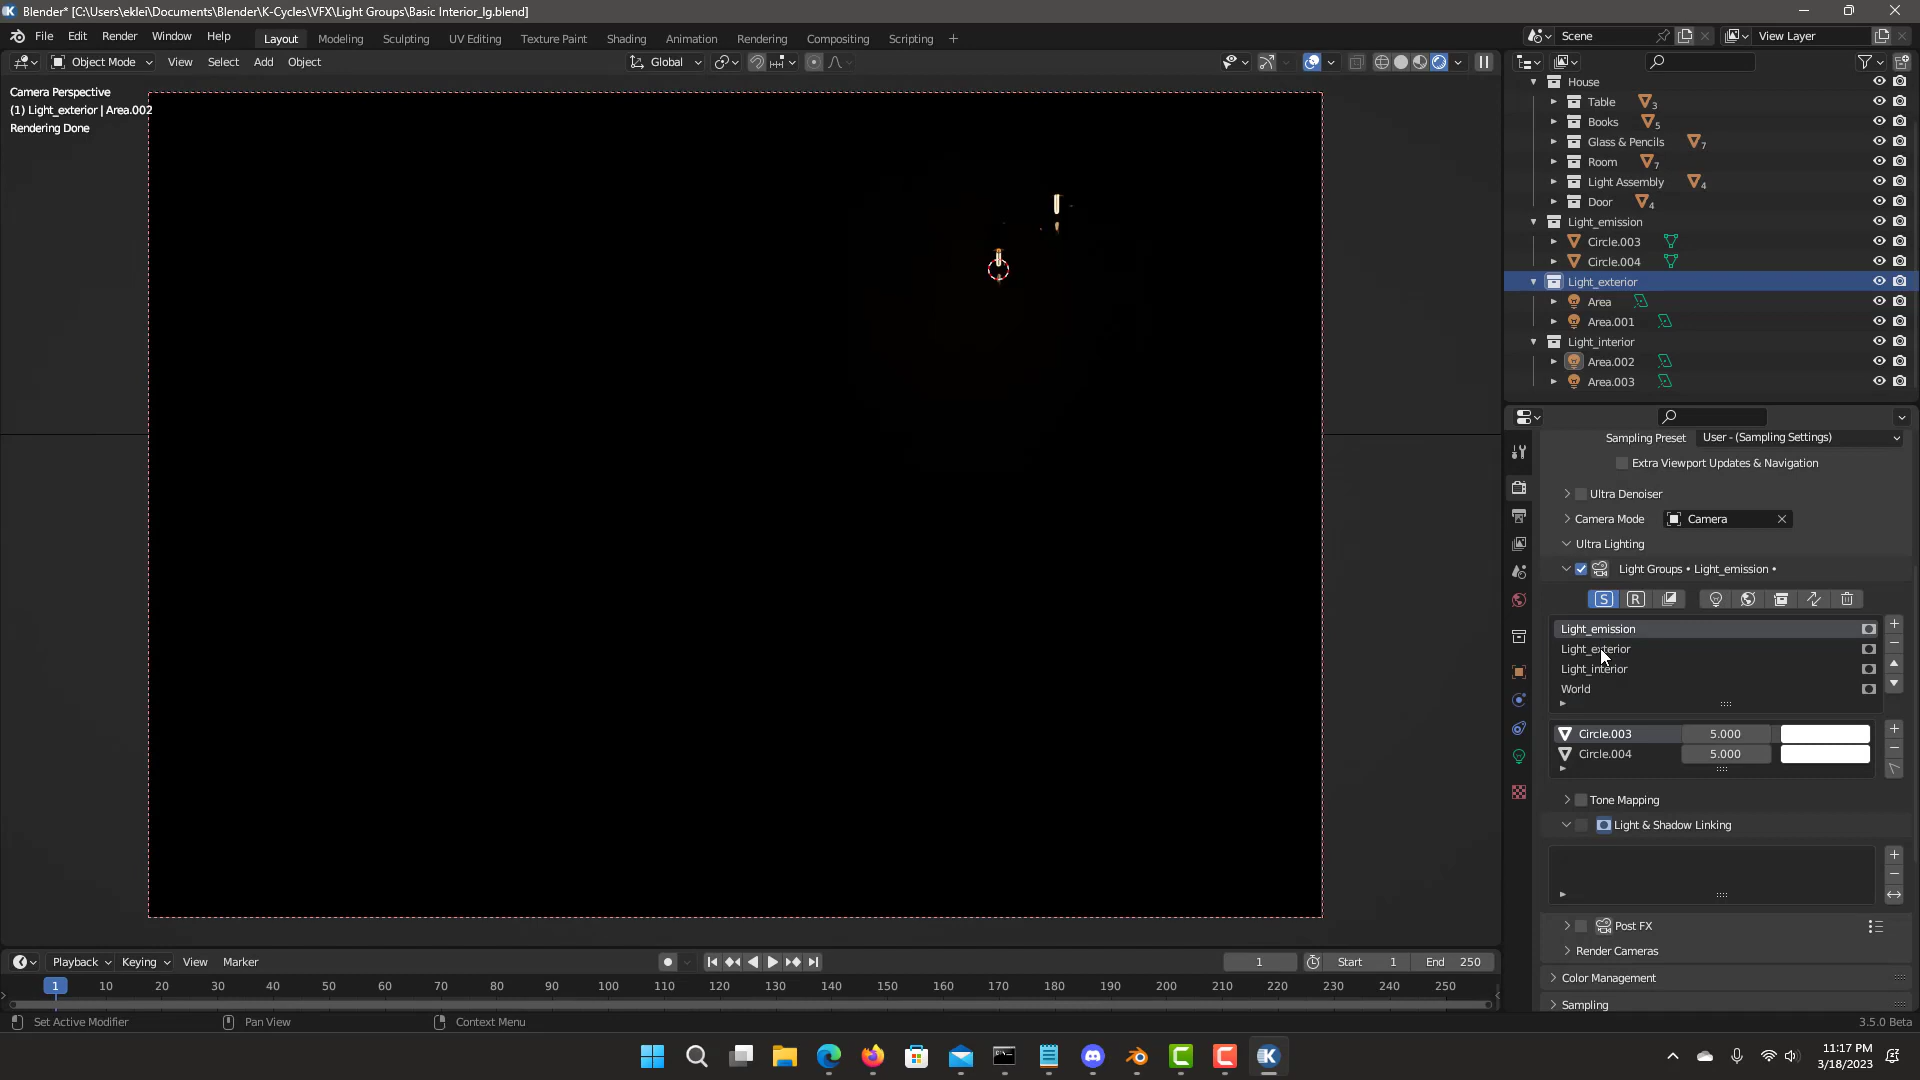 Blender* [C:\Users\eklei\Documents\Blender\K-Cycles\VFX\Light Groups\Basic Interior_lg.blend]
File Edit Render Window Help Layout Modeling Sculpting UV Editing Texture Paint Shading Animation Rendering Compositing Scripting + Scene View Layer
Object Mode View Select Add Object Global
Camera Perspective
(1) Light_exterior | Area.002
Rendering Done
House
Table 3
Books 5
Glass & Pencils 7
Room 7
Light Assembly 4
Door 4
Light_emission
Circle.003
Circle.004
Light_exterior
Area
Area.001
Light_interior
Area.002
Area.003
Sampling Preset User - (Sampling Settings)
Extra Viewport Updates & Navigation
Ultra Denoiser
Camera Mode Camera
Ultra Lighting
Light Groups • Light_emission •
S R
Light_emission
Light_exterior
Light_interior
World
Circle.003 5.000
Circle.004 5.000
Tone Mapping
Light & Shadow Linking
Post FX
Render Cameras
Color Management
Sampling
Playback Keying View Marker 1 Start 1 End 250
1 10 20 30 40 50 60 70 80 90 100 110 120 130 140 150 160 170 180 190 200 210 220 230 240 250
Set Active Modifier Pan View Context Menu 3.5.0 Beta
11:17 PM
3/18/2023